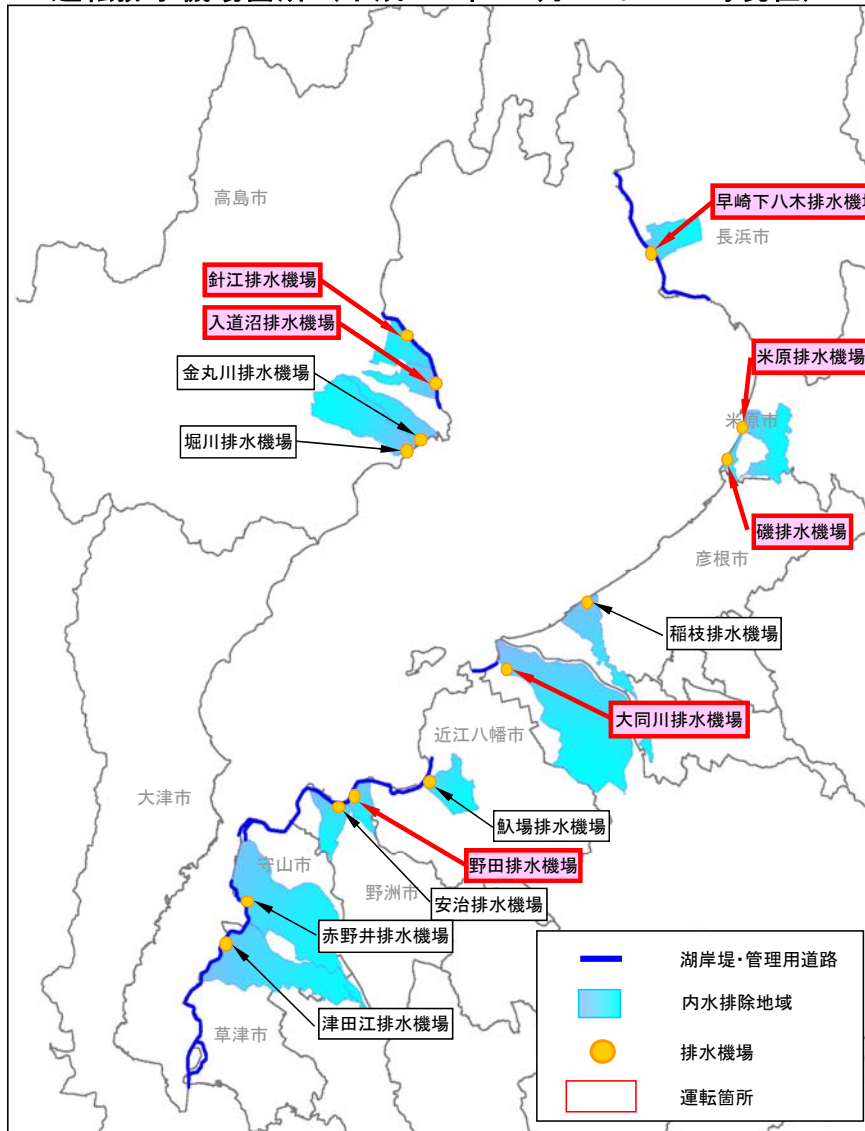 高島市
早崎下八木排水機場
長浜市
針江排水機場
入道沼排水機場
金丸川排水機場
米原排水機場
米原市
堀川排水機場
磯排水機場
彦根市
稲枝排水機場
大同川排水機場
近江八幡市
大津市
魞場排水機場
野田排水機場
守山市
野洲市
安治排水機場
赤野井排水機場
津田江排水機場
草津市
湖岸堤・管理用道路
内水排除地域
排水機場
運転箇所